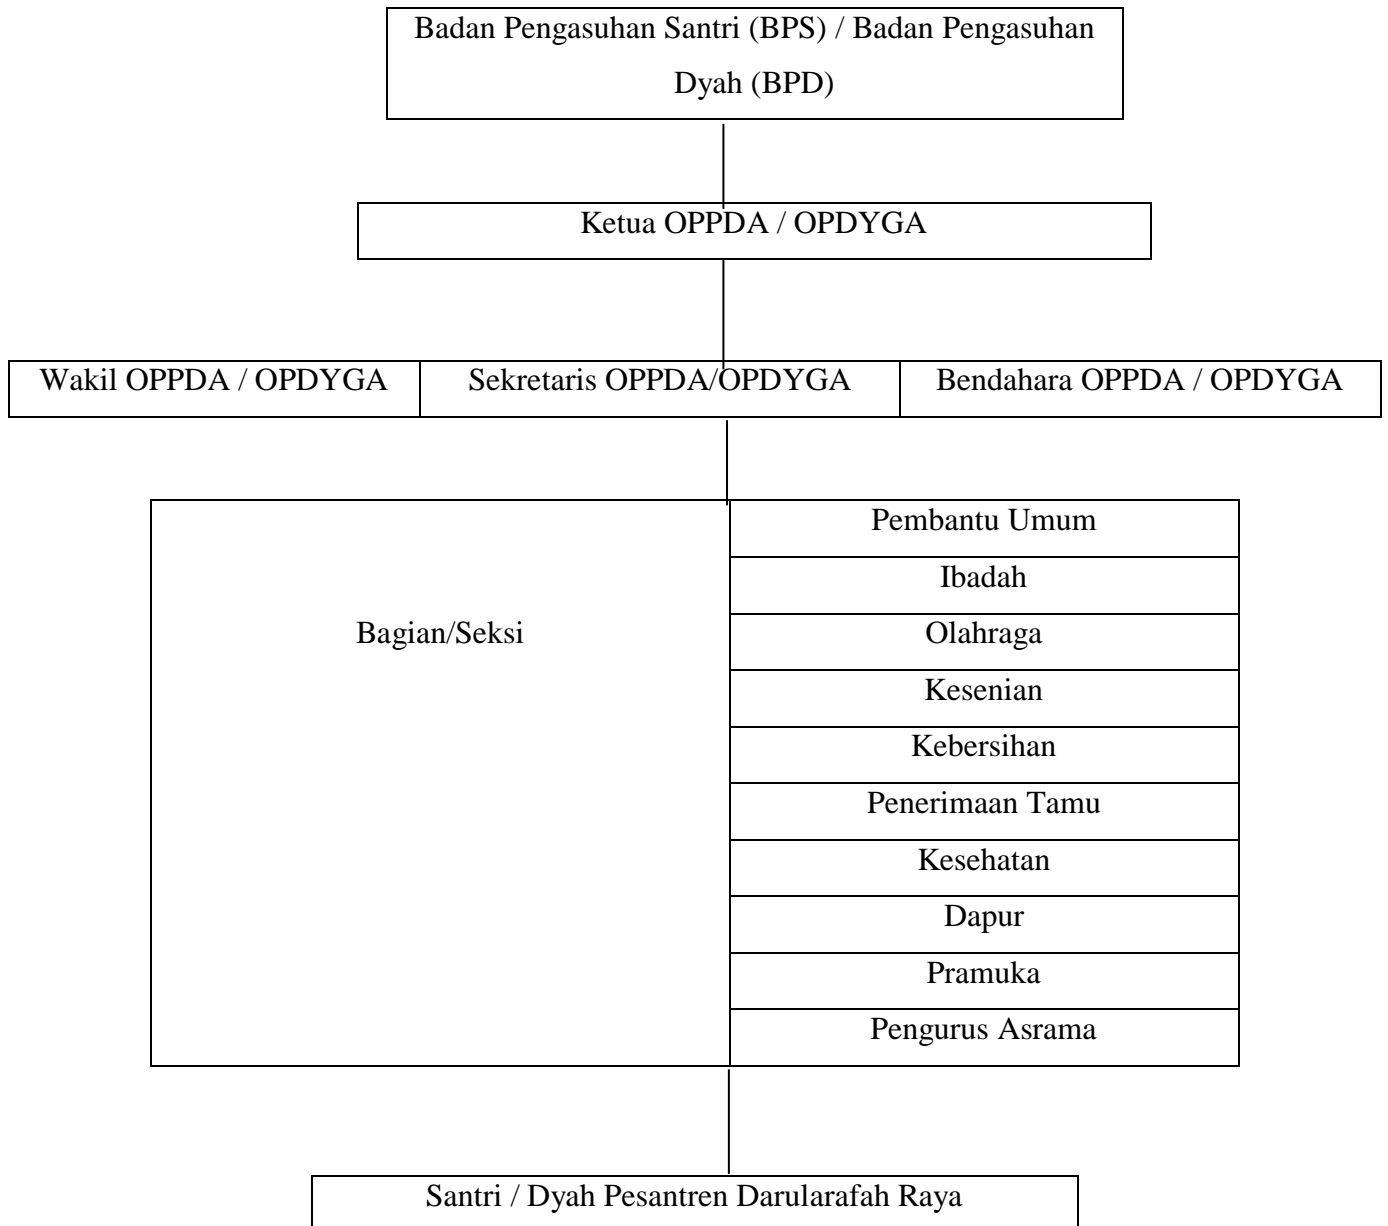 Badan Pengasuhan Santri (BPS) / Badan Pengasuhan
Dyah (BPD)
Ketua OPPDA / OPDYGA
Wakil OPPDA / OPDYGA
Sekretaris OPPDA/OPDYGA
Bendahara OPPDA / OPDYGA
Bagian/Seksi
Pembantu Umum
Ibadah
Olahraga
Kesenian
Kebersihan
Penerimaan Tamu
Kesehatan
Dapur
Pramuka
Pengurus Asrama
Santri / Dyah Pesantren Darularafah Raya